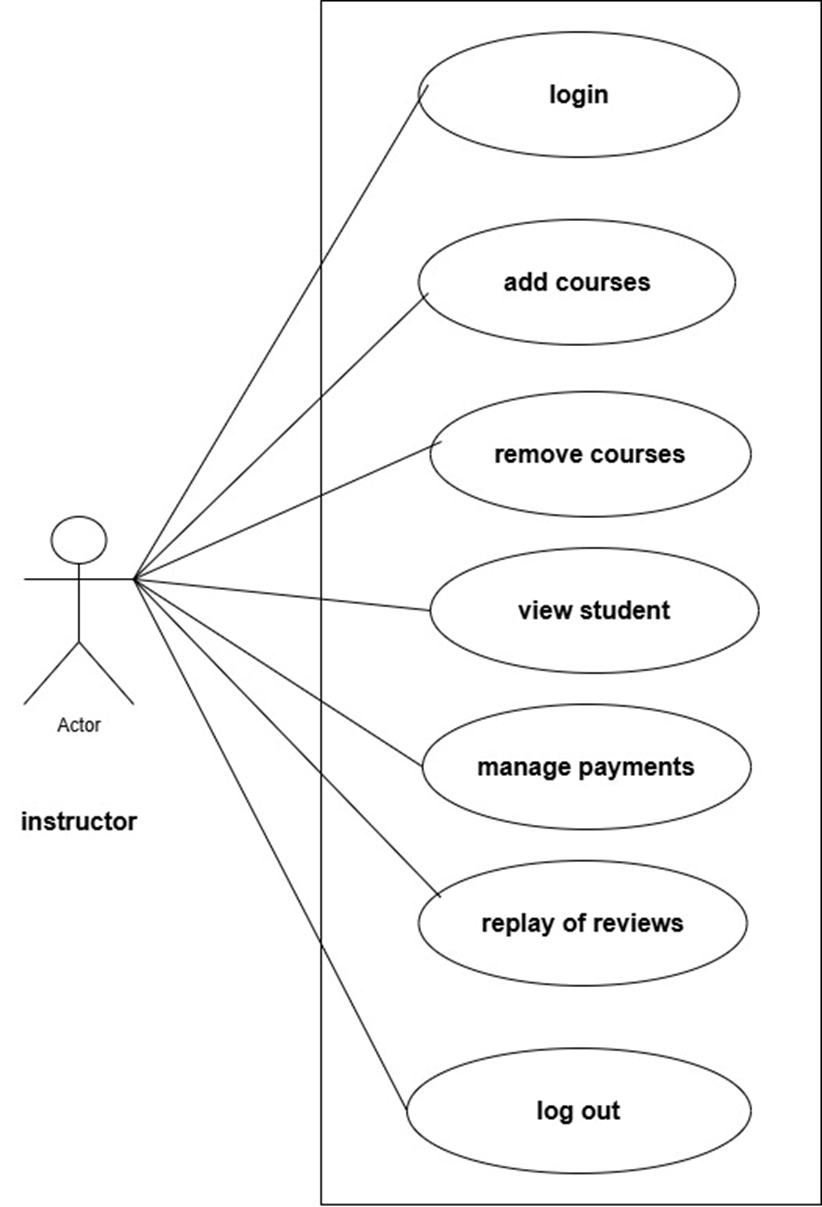 login
add courses
remove courses
view student
Actor
manage payments
instructor
replay of reviews
log out